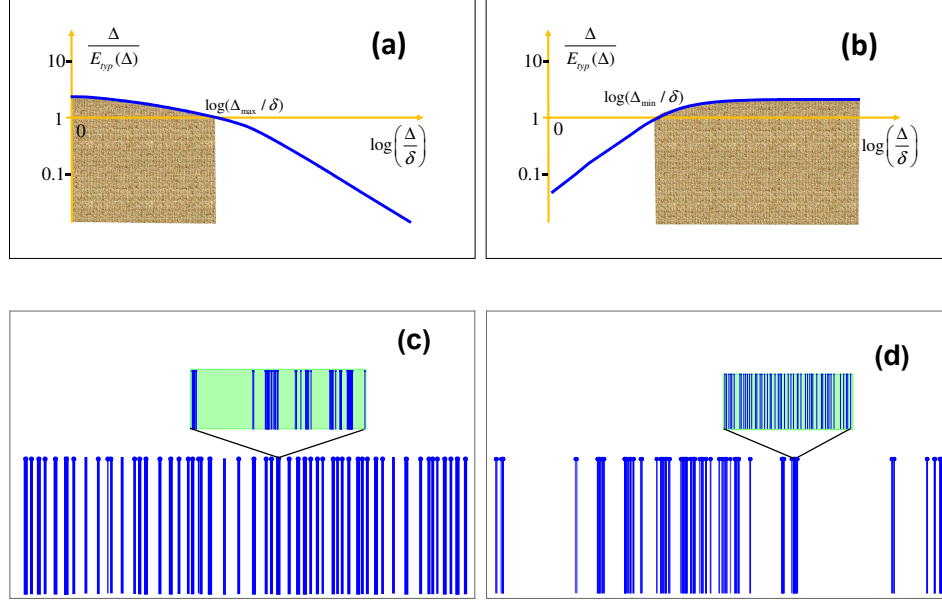 Δ / E_typ(Δ)
(a)
10
log(Δ_max / δ)
1
0
log(Δ/δ)
0.1
Δ / E_typ(Δ)
(b)
10
log(Δ_min / δ)
1
0
log(Δ/δ)
0.1
(c)
(d)